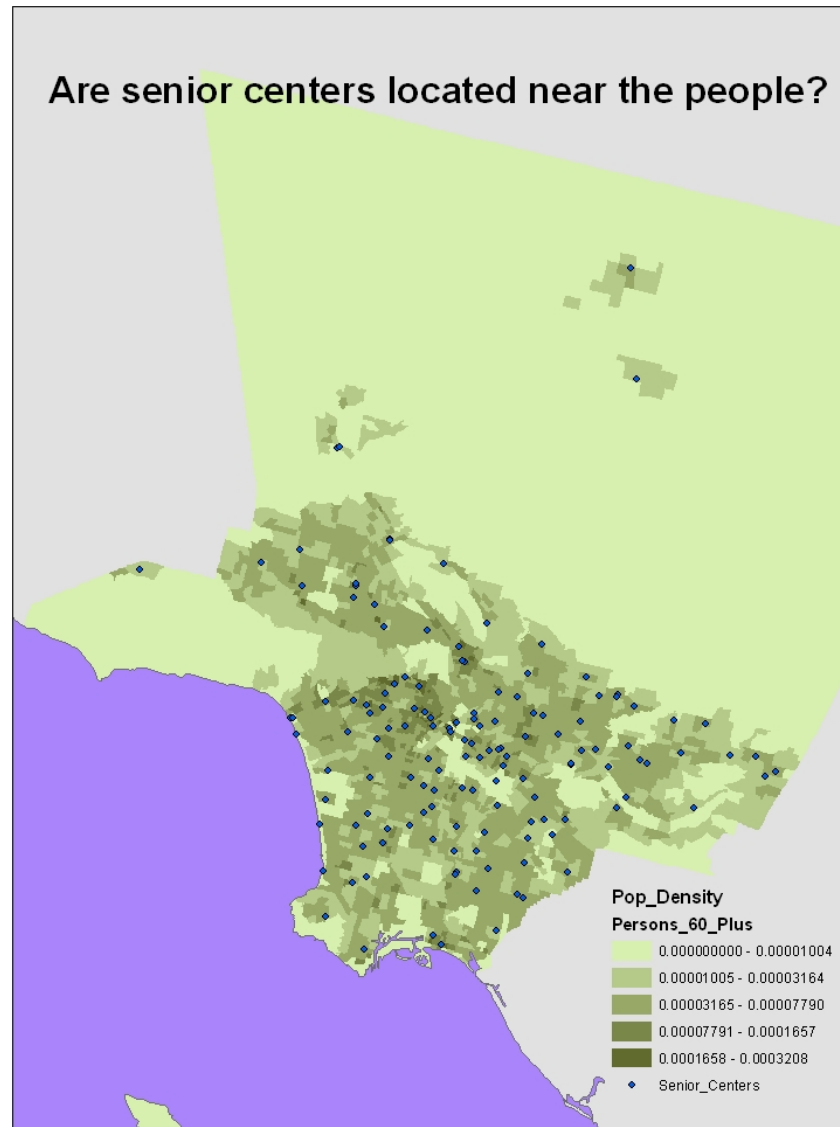 Are senior centers located near the people?
Pop_Density
Persons_60_Plus
0.000000000 - 0.00001004
0.00001005 - 0.00003164
0.00003165 - 0.00007790
0.00007791 - 0.0001657
0.0001658 - 0.0003208
Senior_Centers